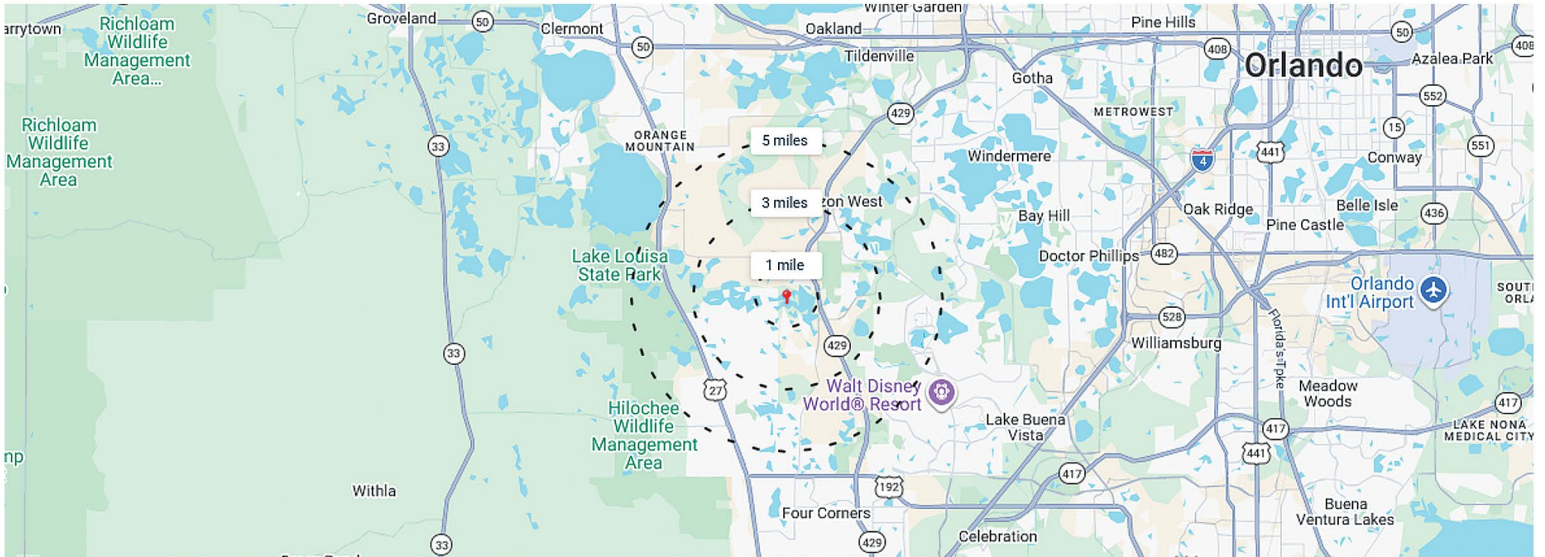 Groveland
50
Clermont
Oakland
Winter Garden
Pine Hills
50
arrytown
Richloam
Wildlife
Management
Area...
50
Tildenville
408
Orlando
Azalea Park
408
Gotha
552
METROWEST
429
15
Richloam
Wildlife
Management
Area
33
ORANGE
MOUNTAIN
5 miles
Windermere
4
441
Conway
551
3 miles
zon West
Bay Hill
Oak Ridge
Belle Isle
436
Pine Castle
Lake Louisa
State Park
1 mile
Doctor Phillips
482
Orlando
Int'l Airport
SOUT
ORLA
528
Williamsburg
Florida's Tpke
33
429
27
Walt Disney
World® Resort
Meadow
Woods
417
Hilochee
Wildlife
Management
Area
Lake Buena
Vista
417
LAKE NONA
MEDICAL CITY
441
mp
417
Withla
192
Four Corners
Buena
Ventura Lakes
Celebration
33
429